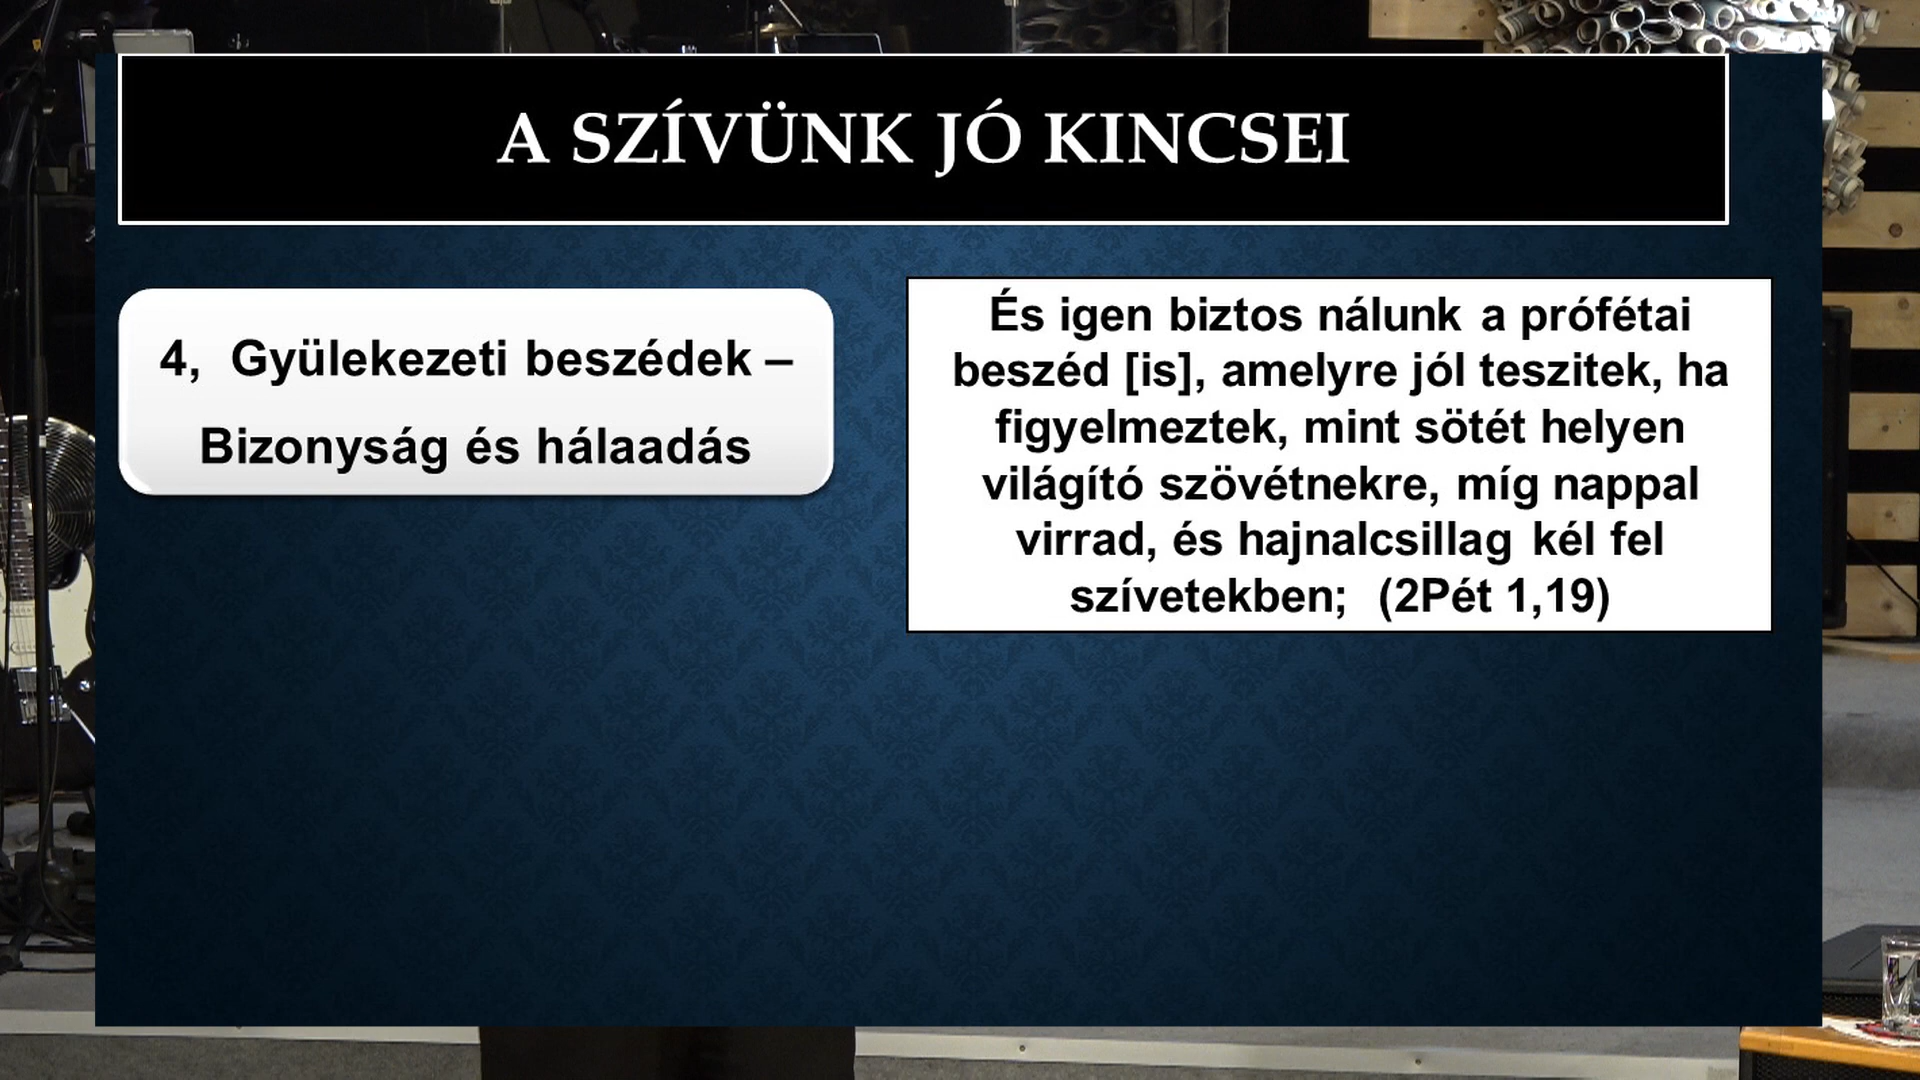 A SZÍVÜNK JÓ KINCSEI
4, Gyülekezeti beszédek –
Bizonyság és hálaadás
És igen biztos nálunk a prófétai
beszéd [is], amelyre jól teszitek, ha
figyelmeztek, mint sötét helyen
világító szövétnekre, míg nappal
virrad, és hajnalcsillag kél fel
szívetekben; (2Pét 1,19)